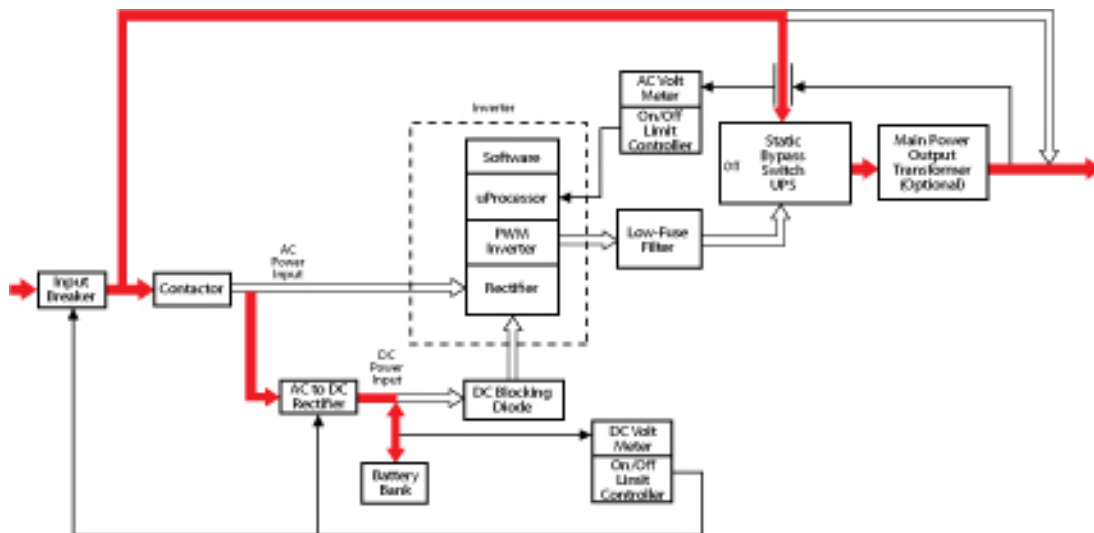 AC Volt
Meter
On/Off
Limit
Controller
Inverter
Software
uProcessor
PWM
Inverter
Rectifier
Static
Bypass
Switch
UPS
Off
Main Power
Output
Transformer
(Optional)
Low-Fuse
Filter
AC
Power
Input
Input
Breaker
Contactor
DC
Power
Input
AC to DC
Rectifier
DC Blocking
Diode
DC Volt
Meter
On/Off
Limit
Controller
Battery
Bank